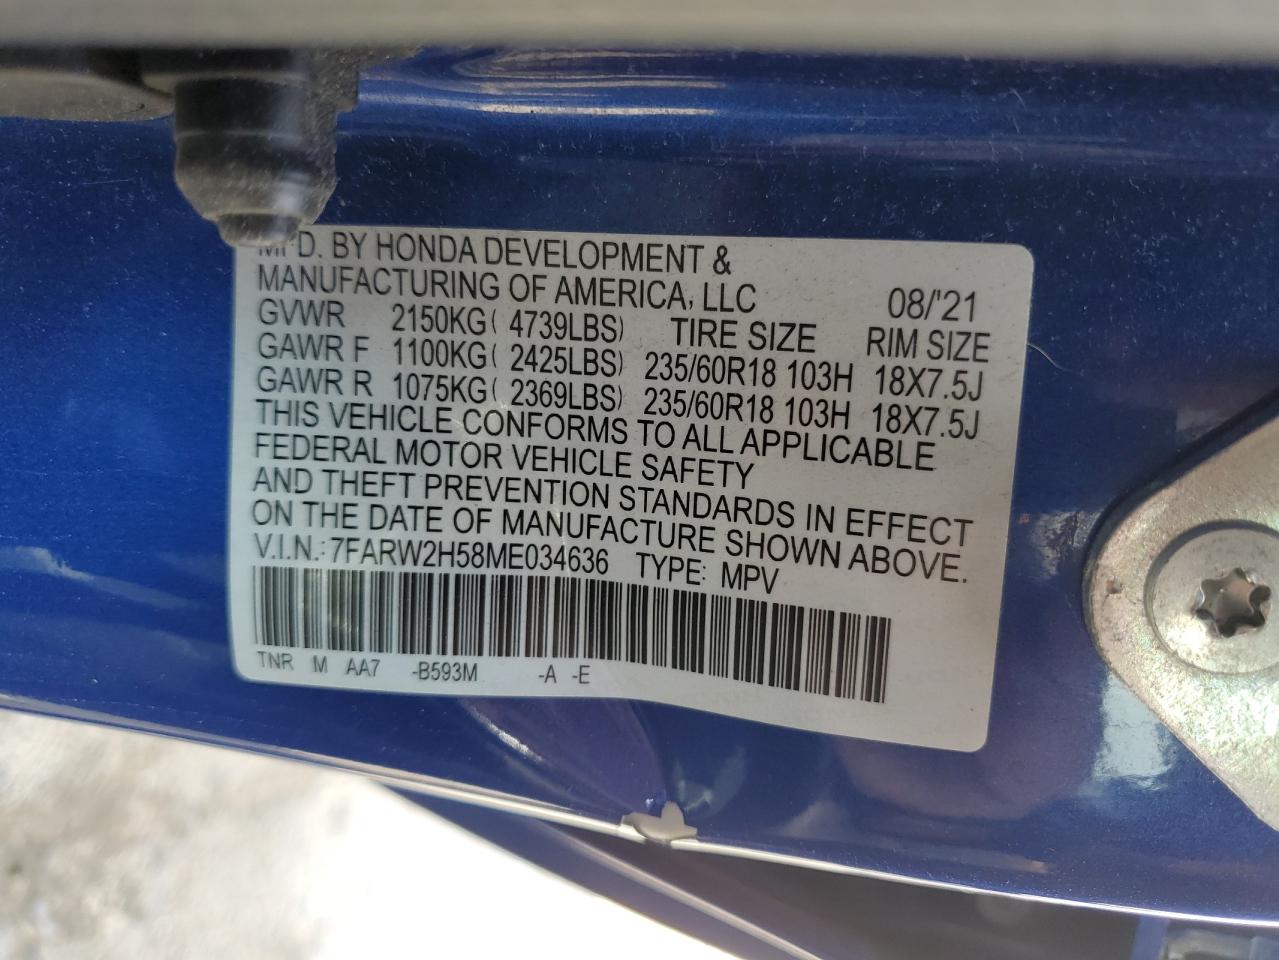 MFD. BY HONDA DEVELOPMENT &
MANUFACTURING OF AMERICA, LLC 08/'21
GVWR 2150KG( 4739LBS) TIRE SIZE RIM SIZE
GAWR F 1100KG( 2425LBS) 235/60R18 103H 18X7.5J
GAWR R 1075KG( 2369LBS) 235/60R18 103H 18X7.5J
THIS VEHICLE CONFORMS TO ALL APPLICABLE
FEDERAL MOTOR VEHICLE SAFETY
AND THEFT PREVENTION STANDARDS IN EFFECT
ON THE DATE OF MANUFACTURE SHOWN ABOVE.
V.I.N.: 7FARW2H58ME034636 TYPE: MPV
TNR M AA7 -B593M -A -E